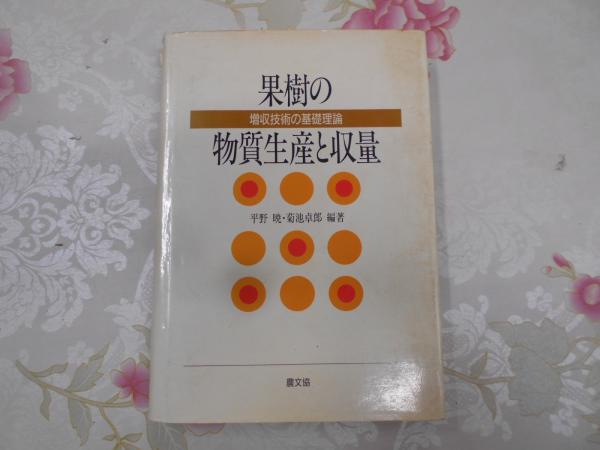 果樹の
増収技術の基礎理論
物質生産と収量
平野 暁・菊池卓郎 編著
農文協